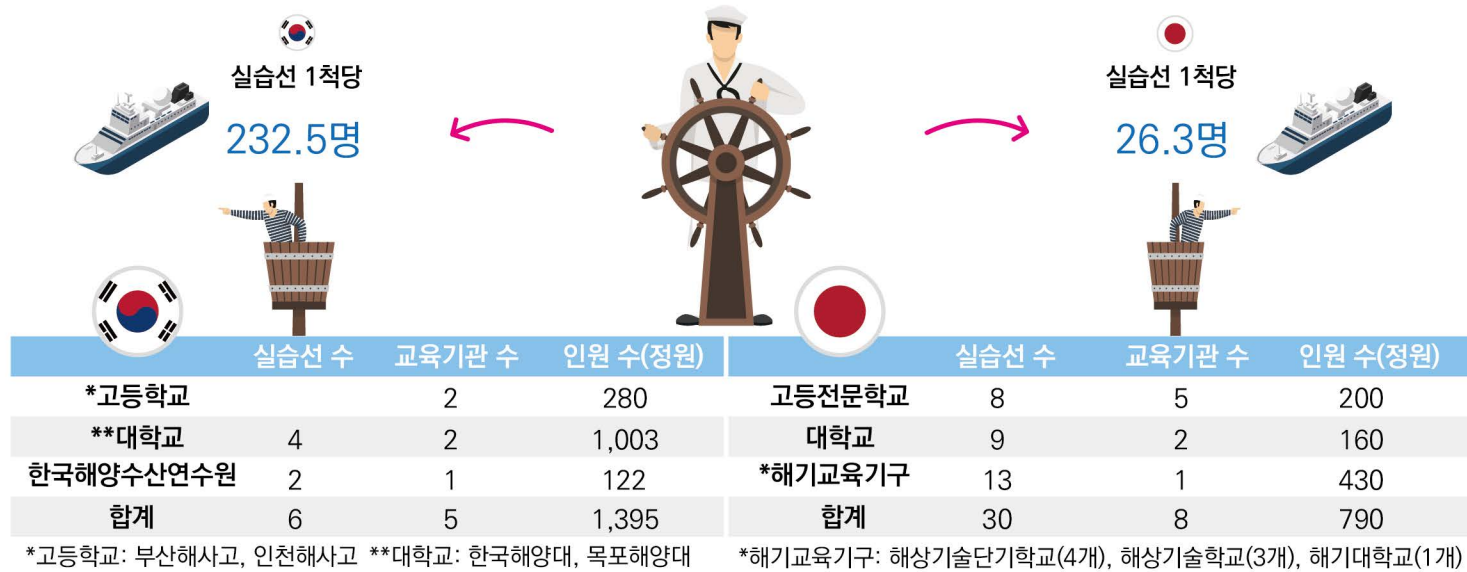 실습선 1척당
232.5명
실습선 1척당
26.3명
실습선 수 교육기관 수 인원 수(정원)
*고등학교 2 280
**대학교 4 2 1,003
한국해양수산연수원 2 1 122
합계 6 5 1,395
*고등학교: 부산해사고, 인천해사고 **대학교: 한국해양대, 목포해양대
실습선 수 교육기관 수 인원 수(정원)
고등전문학교 8 5 200
대학교 9 2 160
*해기교육기구 13 1 430
합계 30 8 790
*해기교육기구: 해상기술단기학교(4개), 해상기술학교(3개), 해기대학교(1개)